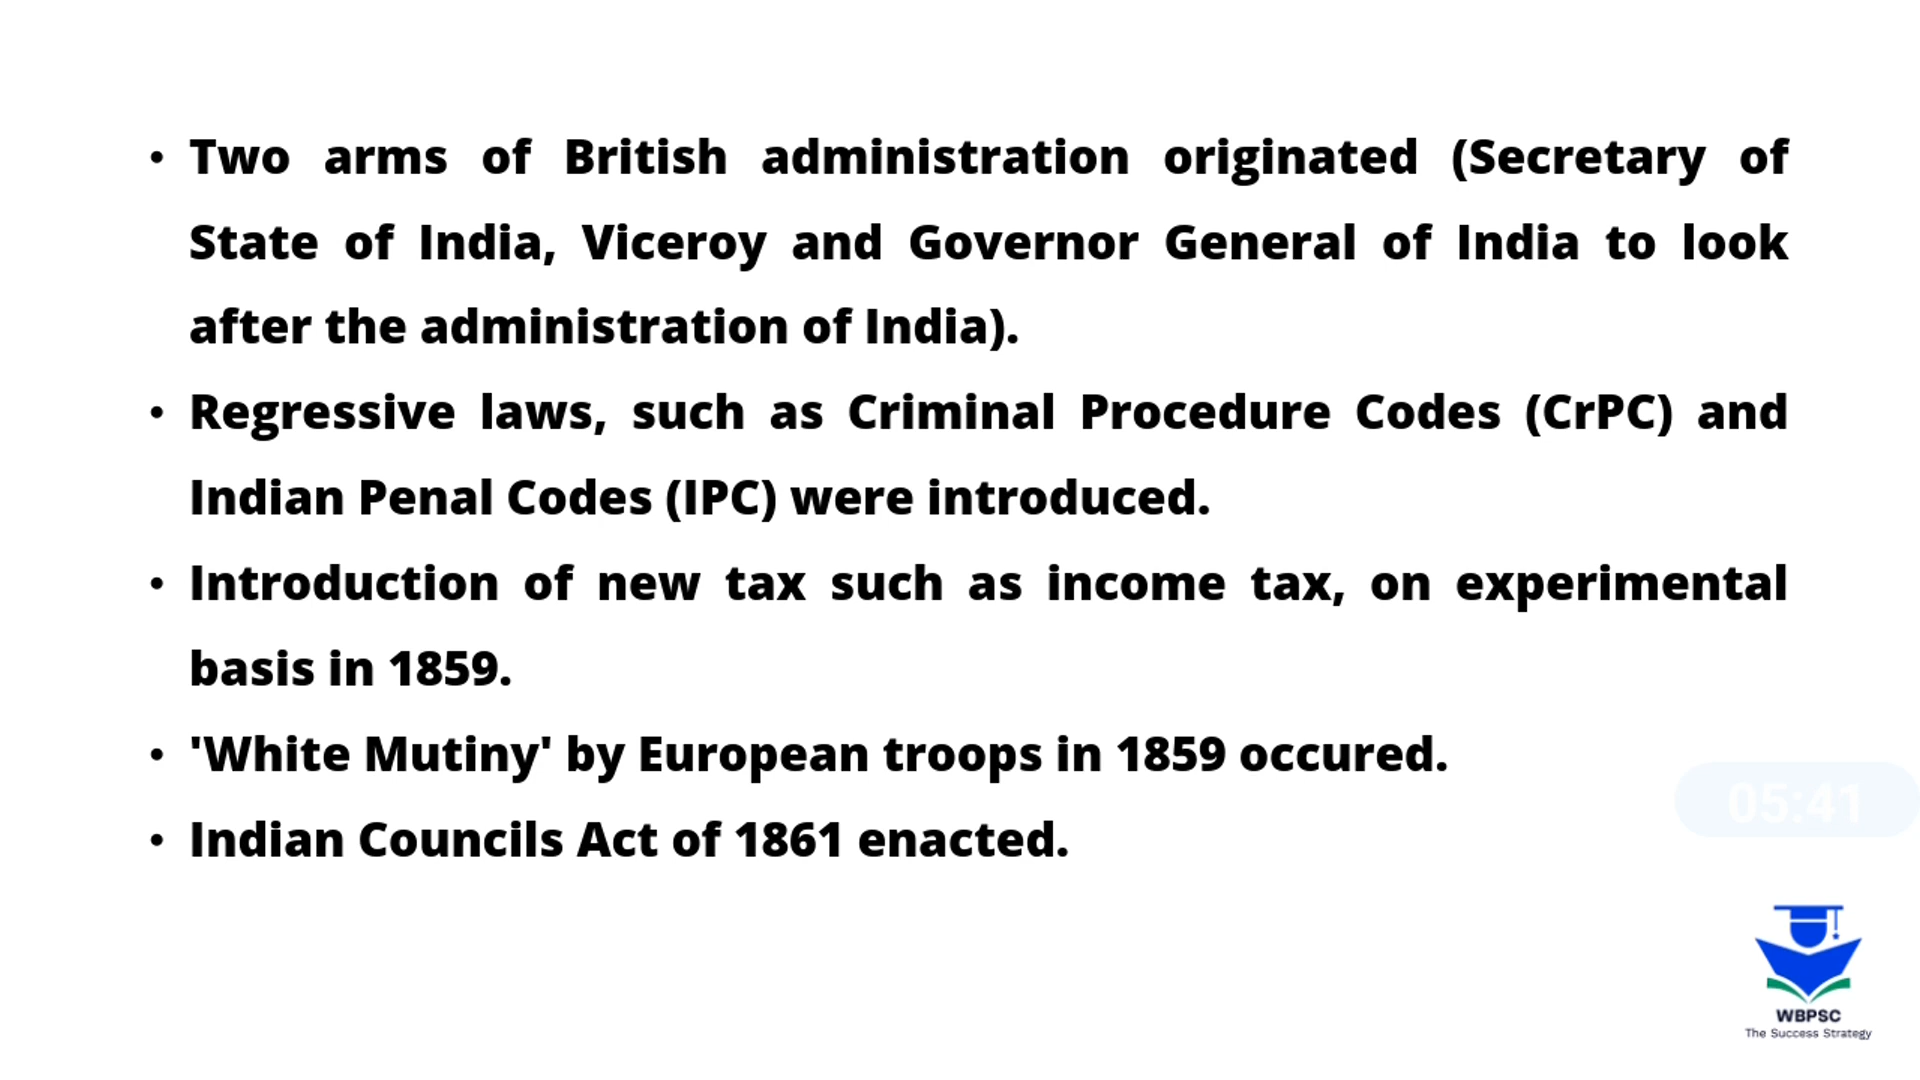 • Two arms of British administration originated (Secretary of
State of India, Viceroy and Governor General of India to look
after the administration of India).
• Regressive laws, such as Criminal Procedure Codes (CrPC) and
Indian Penal Codes (IPC) were introduced.
• Introduction of new tax such as income tax, on experimental
basis in 1859.
• 'White Mutiny' by European troops in 1859 occured.
• Indian Councils Act of 1861 enacted.
05:41
WBPSC
The Success Strategy